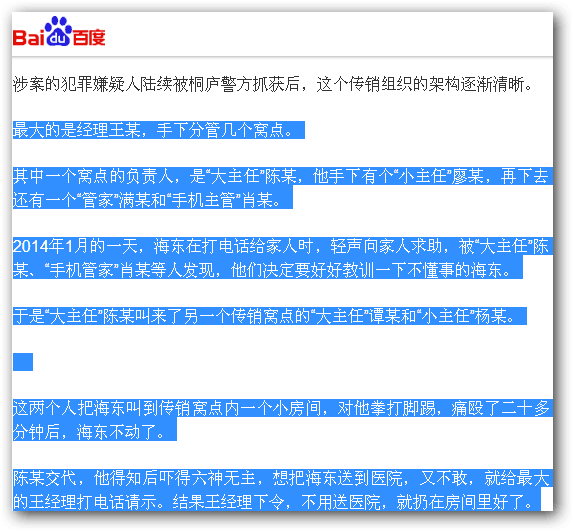 Bai du 百度
涉案的犯罪嫌疑人陆续被桐庐警方抓获后，这个传销组织的架构逐渐清晰。
最大的是经理王某，手下分管几个窝点。
其中一个窝点的负责人，是“大主任”陈某，他手下有个“小主任”廖某，再下去
还有一个“管家”满某和“手机主管”肖某。
2014年1月的一天，海东在打电话给家人时，轻声向家人求助，被“大主任”陈
某、“手机管家”肖某等人发现，他们决定要好好教训一下不懂事的海东。
于是“大主任”陈某叫来了另一个传销窝点的“大主任”谭某和“小主任”杨某。
这两个人把海东叫到传销窝点内一个小房间，对他拳打脚踢，痛殴了二十多
分钟后，海东不动了。
陈某交代，他得知后吓得六神无主，想把海东送到医院，又不敢，就给最大
的王经理打电话请示。结果王经理下令，不用送医院，就扔在房间里好了。